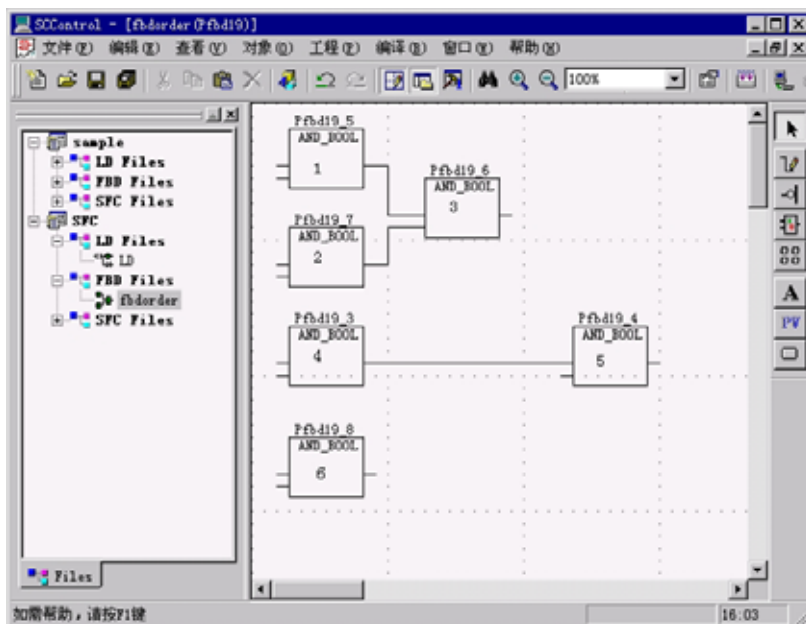 SCControl - [fbdorder(Pfbd19)]
文件(F) 编辑(E) 查看(V) 对象(O) 工程(P) 编译(B) 窗口(W) 帮助(H)
100%
sample
LD Files
FBD Files
SFC Files
SFC
LD Files
LD
FBD Files
fbdorder
SFC Files
Files
Pfbd19_5
AND_BOOL
1
Pfbd19_6
AND_BOOL
3
Pfbd19_7
AND_BOOL
2
Pfbd19_3
AND_BOOL
4
Pfbd19_4
AND_BOOL
5
Pfbd19_8
AND_BOOL
6
A
PV
如需帮助，请按F1键
16:03